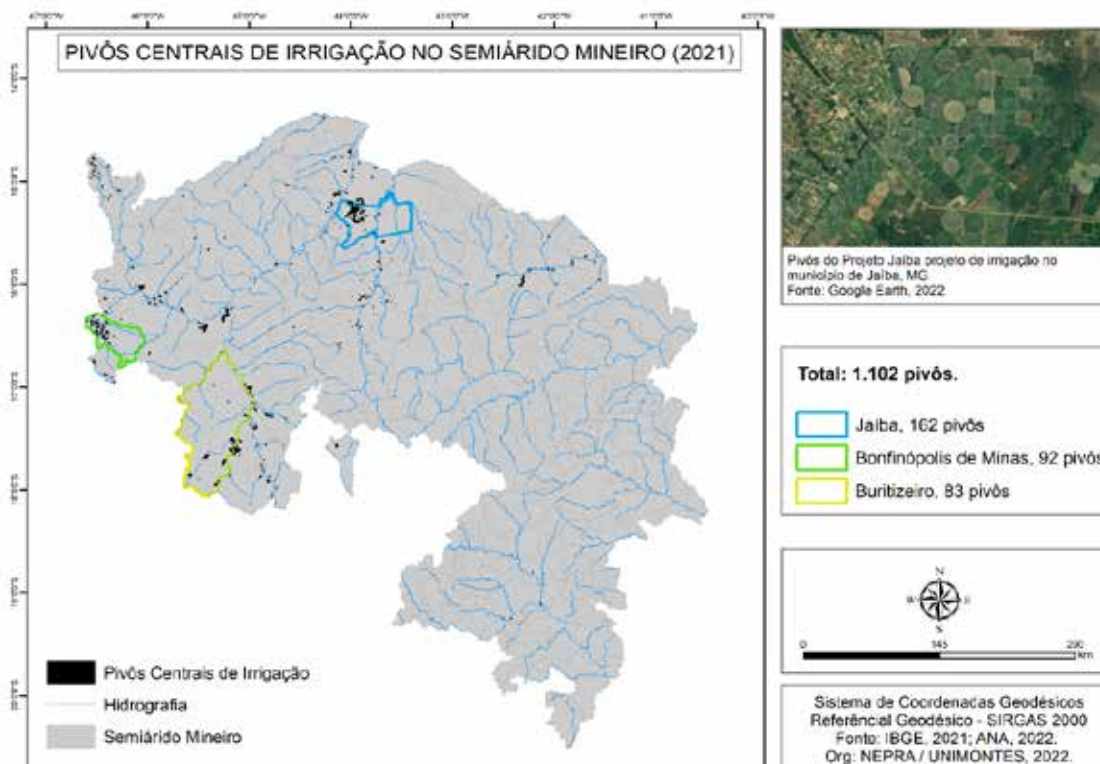 PIVÔS CENTRAIS DE IRRIGAÇÃO NO SEMIÁRIDO MINEIRO (2021)
Pivôs Centrais de Irrigação
Hidrografia
Semiárido Mineiro
Pivôs do Projeto Jaíba projeto de irrigação no
município de Jaíba, MG
Fonte: Google Earth, 2022
Total: 1.102 pivôs.
Jaíba, 162 pivôs
Bonfinópolis de Minas, 92 pivôs
Buritizeiro, 83 pivôs
N
W E
S
0 145 290
km
Sistema de Coordenadas Geodésicos
Referêncial Geodésico - SIRGAS 2000
Fonte: IBGE, 2021; ANA, 2022.
Org: NEPRA / UNIMONTES, 2022.